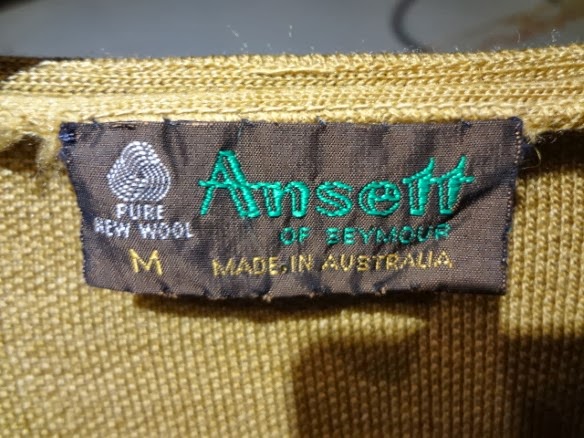 Ansett
PURE
NEW WOOL
OF SEYMOUR
M
MADE IN AUSTRALIA